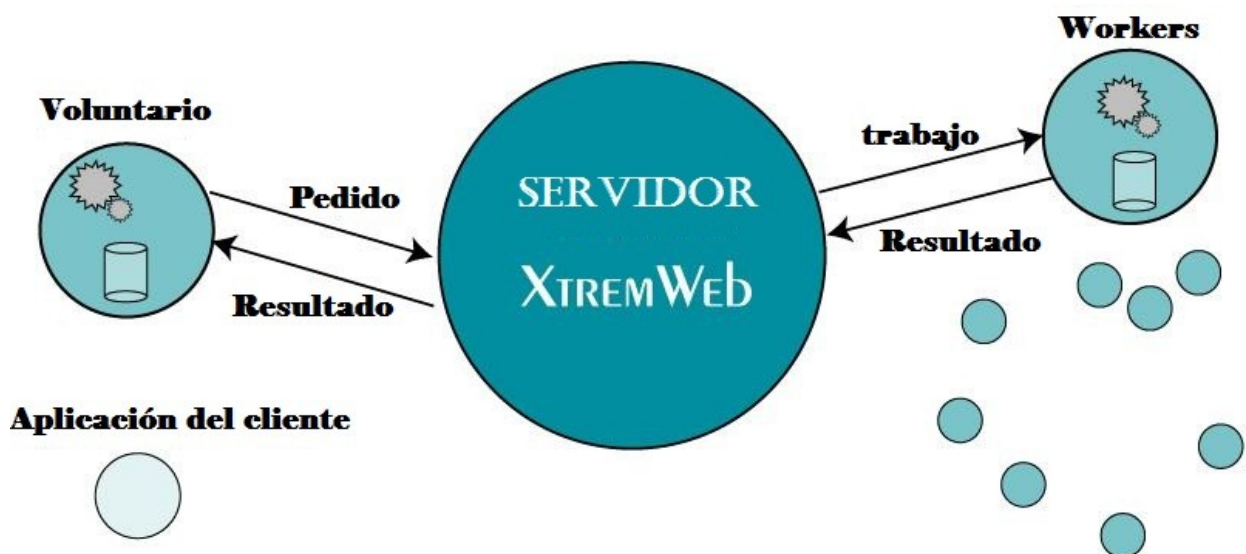 Workers
Voluntario
trabajo
Pedido
SERVIDOR
XTREMWEB
Resultado
Resultado
Aplicación del cliente